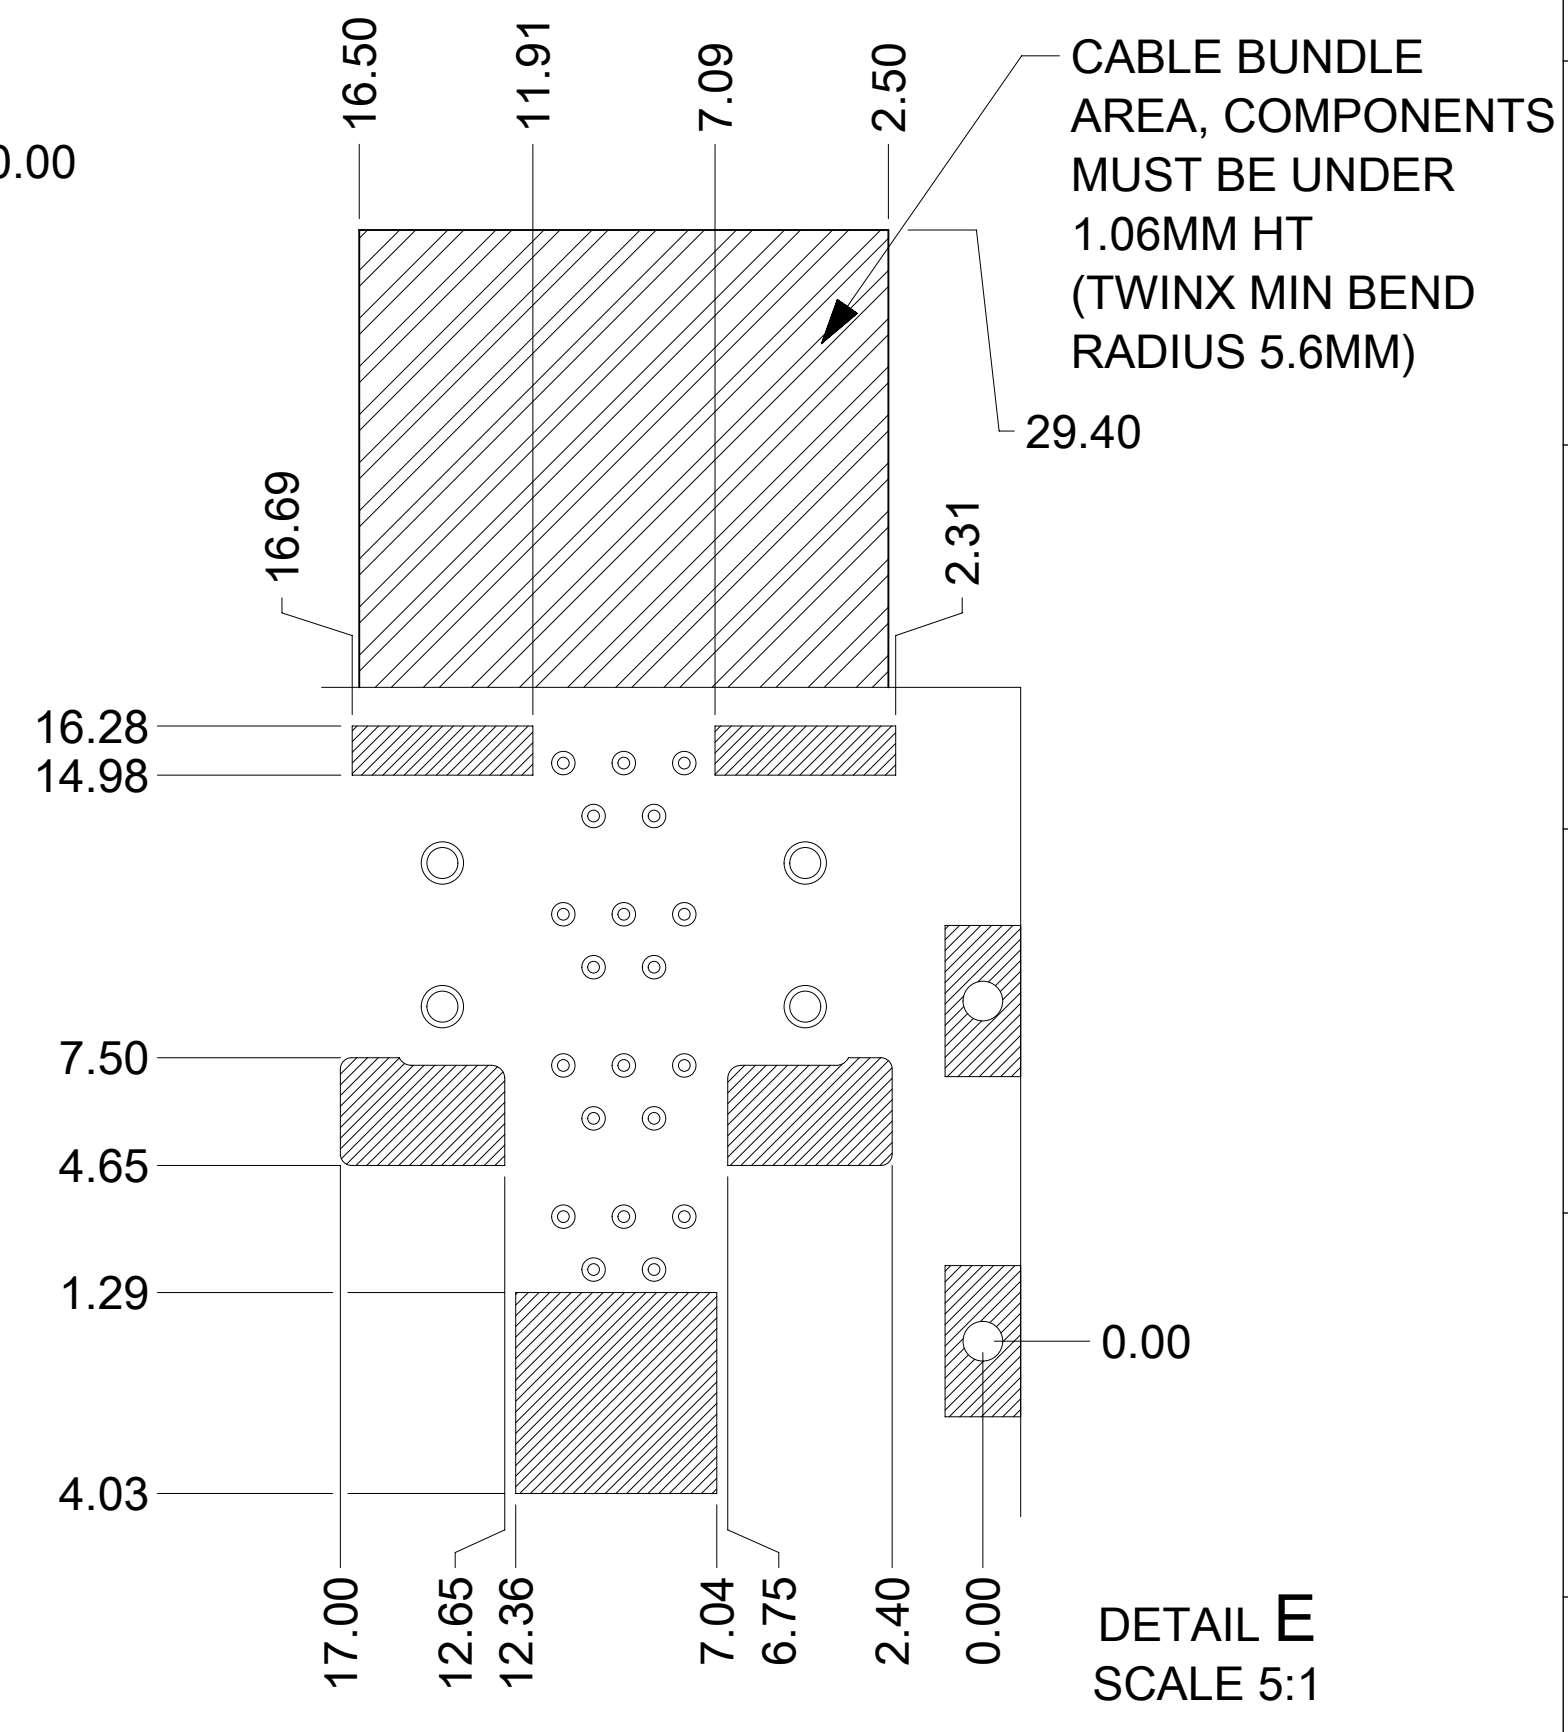 16.50
11.91
7.09
2.50
CABLE BUNDLE
AREA, COMPONENTS
MUST BE UNDER
1.06MM HT
(TWINX MIN BEND
RADIUS 5.6MM)
0.00
29.40
16.69
2.31
16.28
14.98
7.50
4.65
1.29
0.00
4.03
17.00
12.65
12.36
7.04
6.75
2.40
0.00
DETAIL E
SCALE 5:1